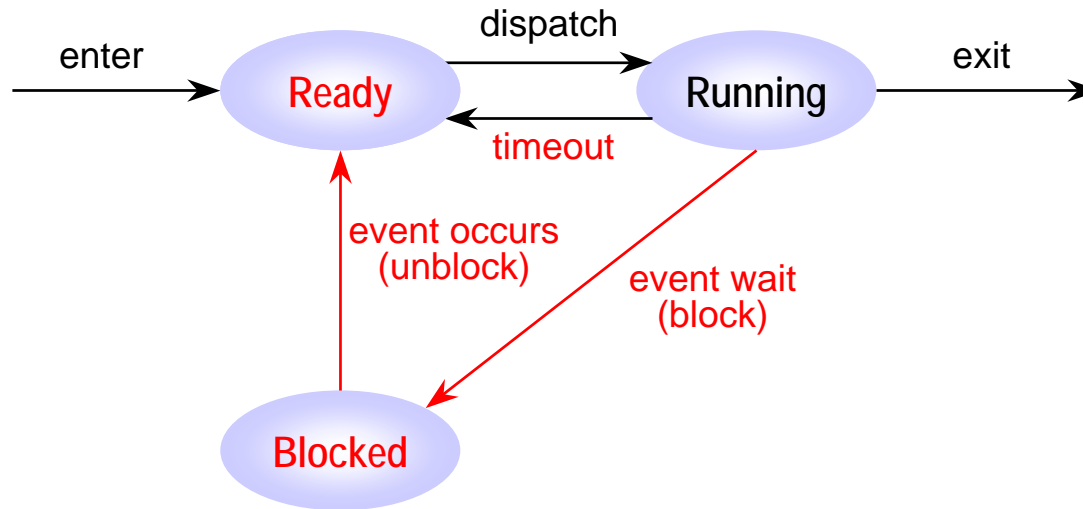 enter
dispatch
exit
Ready
Running
timeout
event occurs
(unblock)
event wait
(block)
Blocked